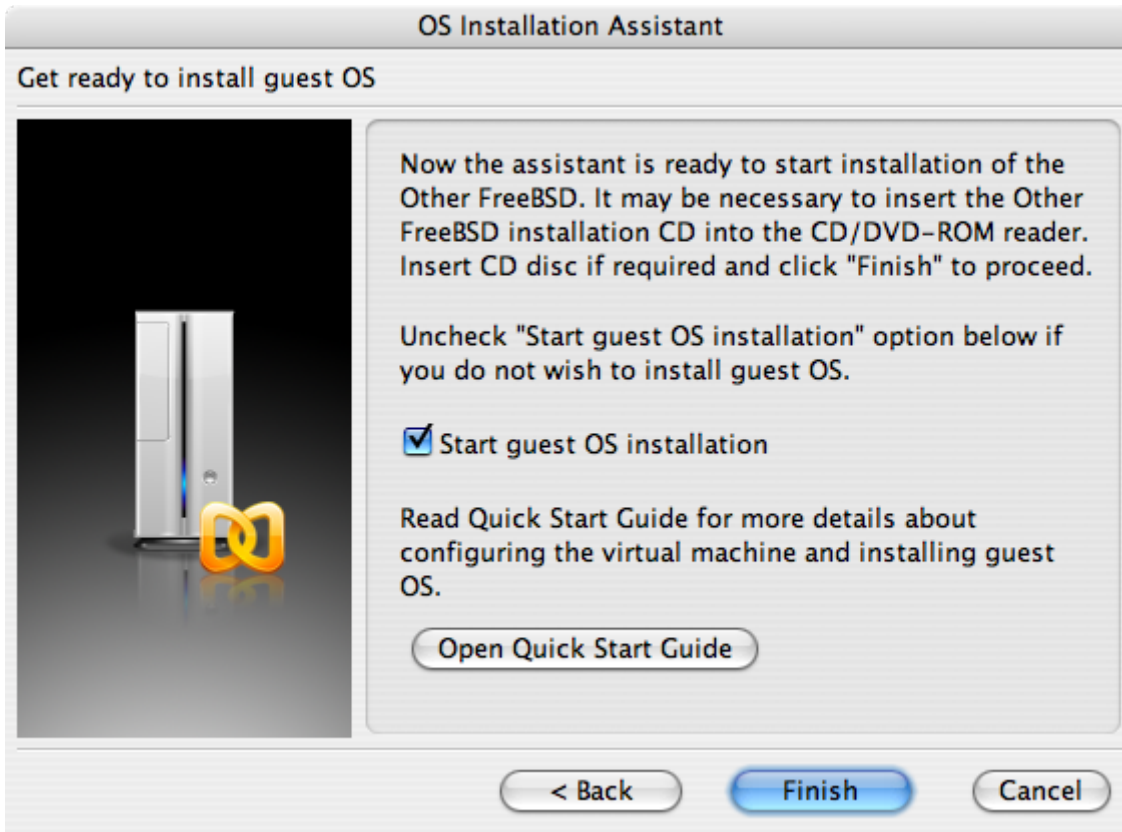 OS Installation Assistant
Get ready to install guest OS
Now the assistant is ready to start installation of the
Other FreeBSD. It may be necessary to insert the Other
FreeBSD installation CD into the CD/DVD-ROM reader.
Insert CD disc if required and click "Finish" to proceed.
Uncheck "Start guest OS installation" option below if
you do not wish to install guest OS.
Start guest OS installation
Read Quick Start Guide for more details about
configuring the virtual machine and installing guest
OS.
Open Quick Start Guide
< Back
Finish
Cancel